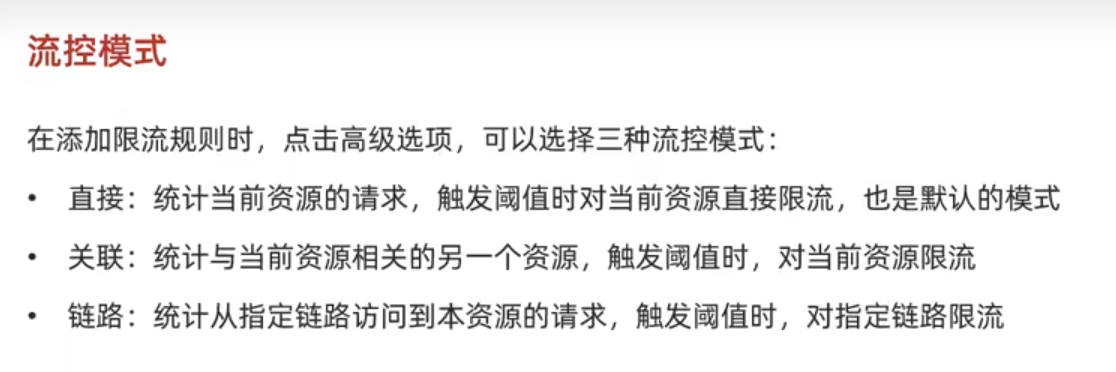 流控模式
在添加限流规则时，点击高级选项，可以选择三种流控模式：
• 直接：统计当前资源的请求，触发阈值时对当前资源直接限流，也是默认的模式
• 关联：统计与当前资源相关的另一个资源，触发阈值时，对当前资源限流
• 链路：统计从指定链路访问到本资源的请求，触发阈值时，对指定链路限流